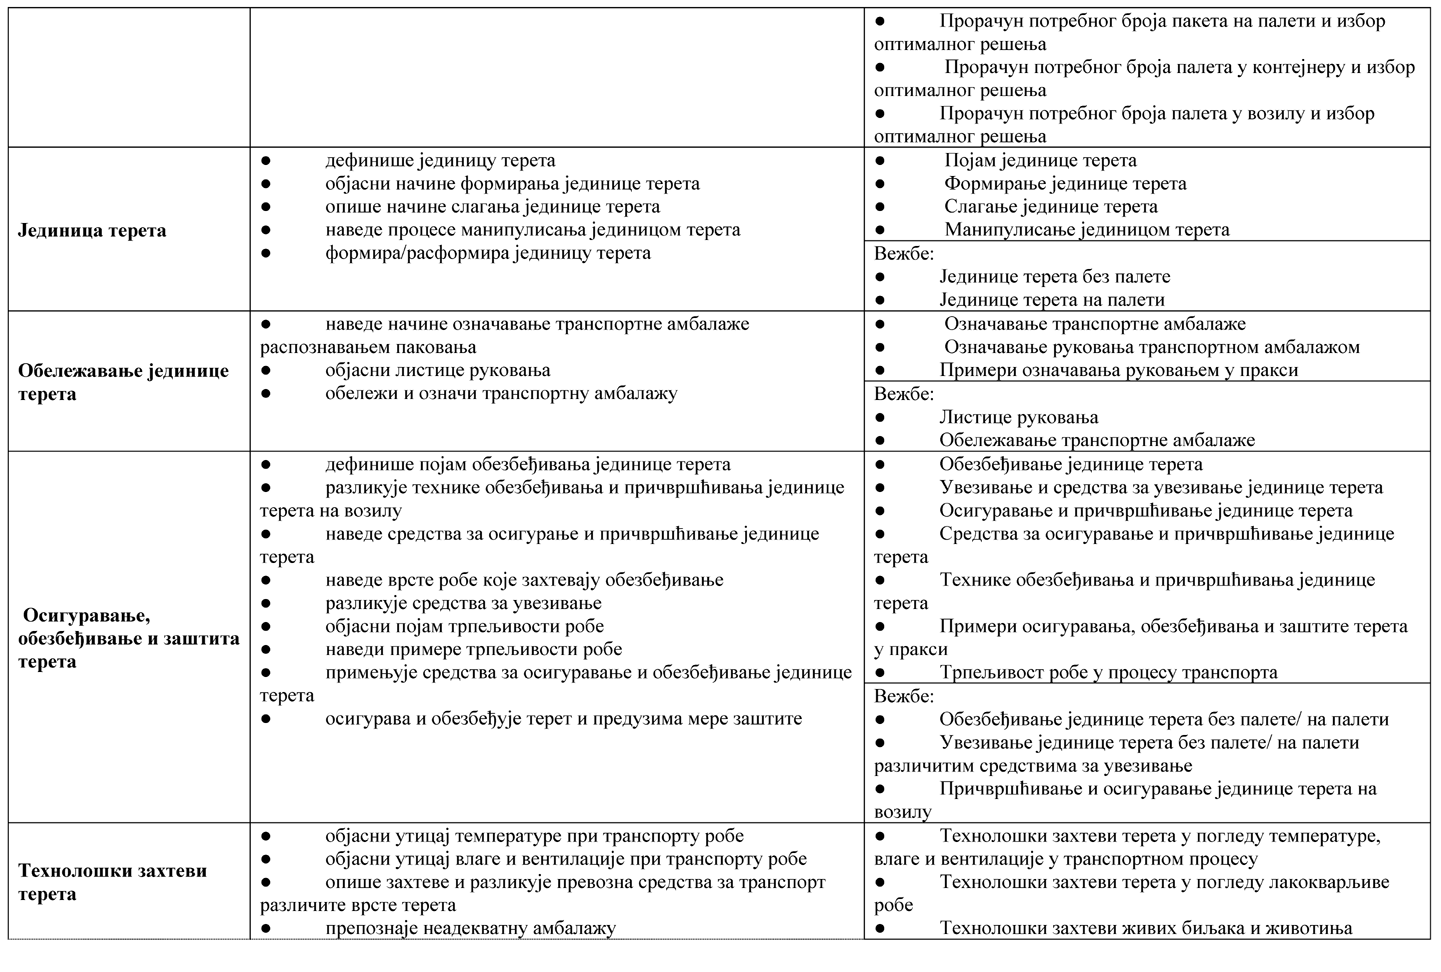 ● Прорачун потребног броја пакета на палети и избор
оптималног решења
● Прорачун потребног броја палета у контејнеру и избор
оптималног решења
● Прорачун потребног броја палета у возилу и избор
оптималног решења
Јединица терета
● дефинише јединицу терета
● објасни начине формирања јединице терета
● опише начине слагања јединице терета
● наведе процесе манипулисања јединицом терета
● формира/расформира јединицу терета
● Појам јединице терета
● Формирање јединице терета
● Слагање јединице терета
● Манипулисање јединицом терета
Вежбе:
● Јединице терета без палете
● Јединице терета на палети
Обележавање јединице
терета
● наведе начине означавање транспортне амбалаже
распознавањем паковања
● објасни листице руковања
● обележи и означи транспортну амбалажу
● Означавање транспортне амбалаже
● Означавање руковања транспортном амбалажом
● Примери означавања руковањем у пракси
Вежбе:
● Листице руковања
● Обележавање транспортне амбалаже
Осигуравање,
обезбеђивање и заштита
терета
● дефинише појам обезбеђивања јединице терета
● разликује технике обезбеђивања и причвршћивања јединице
терета на возилу
● наведе средства за осигурање и причвршћивање јединице
терета
● наведе врсте робе које захтевају обезбеђивање
● разликује средства за увезивање
● објасни појам трпељивости робе
● наведи примере трпељивости робе
● примењује средства за осигуравање и обезбеђивање јединице
терета
● осигурава и обезбеђује терет и предузима мере заштите
● Обезбеђивање јединице терета
● Увезивање и средства за увезивање јединице терета
● Осигуравање и причвршћивање јединице терета
● Средства за осигуравање и причвршћивање јединице
терета
● Технике обезбеђивања и причвршћивања јединице
терета
● Примери осигуравања, обезбеђивања и заштите терета
у пракси
● Трпељивост робе у процесу транспорта
Вежбе:
● Обезбеђивање јединице терета без палете/ на палети
● Увезивање јединице терета без палете/ на палети
различитим средствима за увезивање
● Причвршћивање и осигуравање јединице терета на
возилу
Технолошки захтеви
терета
● објасни утицај температуре при транспорту робе
● објасни утицај влаге и вентилације при транспорту робе
● опише захтеве и разликује превозна средства за транспорт
различите врсте терета
● препознаје неадекватну амбалажу
● Технолошки захтеви терета у погледу температуре,
влаге и вентилације у транспортном процесу
● Технолошки захтеви терета у погледу лакокварљиве
робе
● Технолошки захтеви живих биљака и животиња